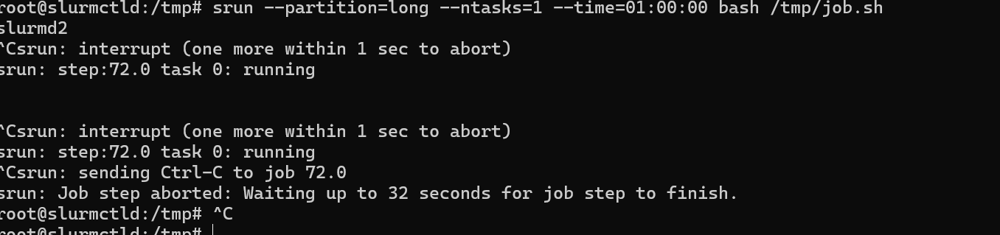 root@slurmctld:/tmp# srun --partition=long --ntasks=1 --time=01:00:00 bash /tmp/job.sh
slurmd2
^Csrun: interrupt (one more within 1 sec to abort)
srun: step:72.0 task 0: running
^Csrun: interrupt (one more within 1 sec to abort)
srun: step:72.0 task 0: running
^Csrun: sending Ctrl-C to job 72.0
srun: Job step aborted: Waiting up to 32 seconds for job step to finish.
root@slurmctld:/tmp# ^C
root@slurmctld:/tmp#